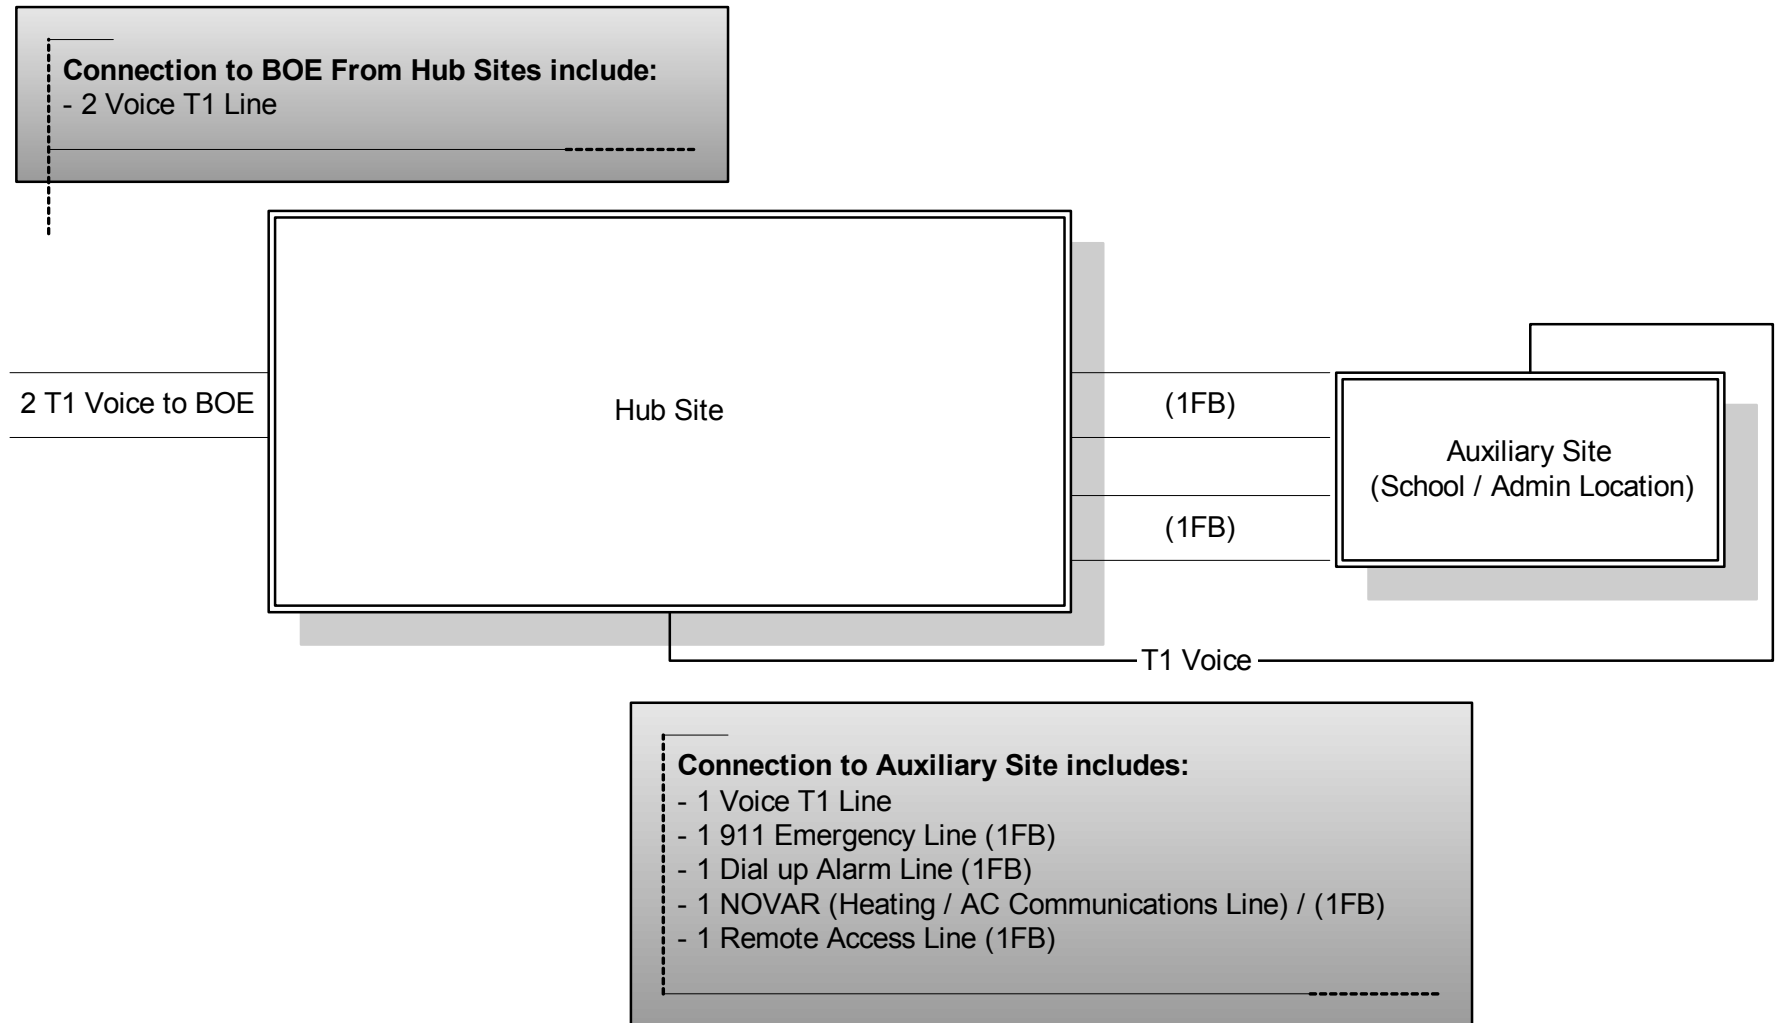 Connection to BOE From Hub Sites include:
- 2 Voice T1 Line
2 T1 Voice to BOE
Hub Site
(1FB)
(1FB)
Auxiliary Site
(School / Admin Location)
T1 Voice
Connection to Auxiliary Site includes:
- 1 Voice T1 Line
- 1 911 Emergency Line (1FB)
- 1 Dial up Alarm Line (1FB)
- 1 NOVAR (Heating / AC Communications Line) / (1FB)
- 1 Remote Access Line (1FB)